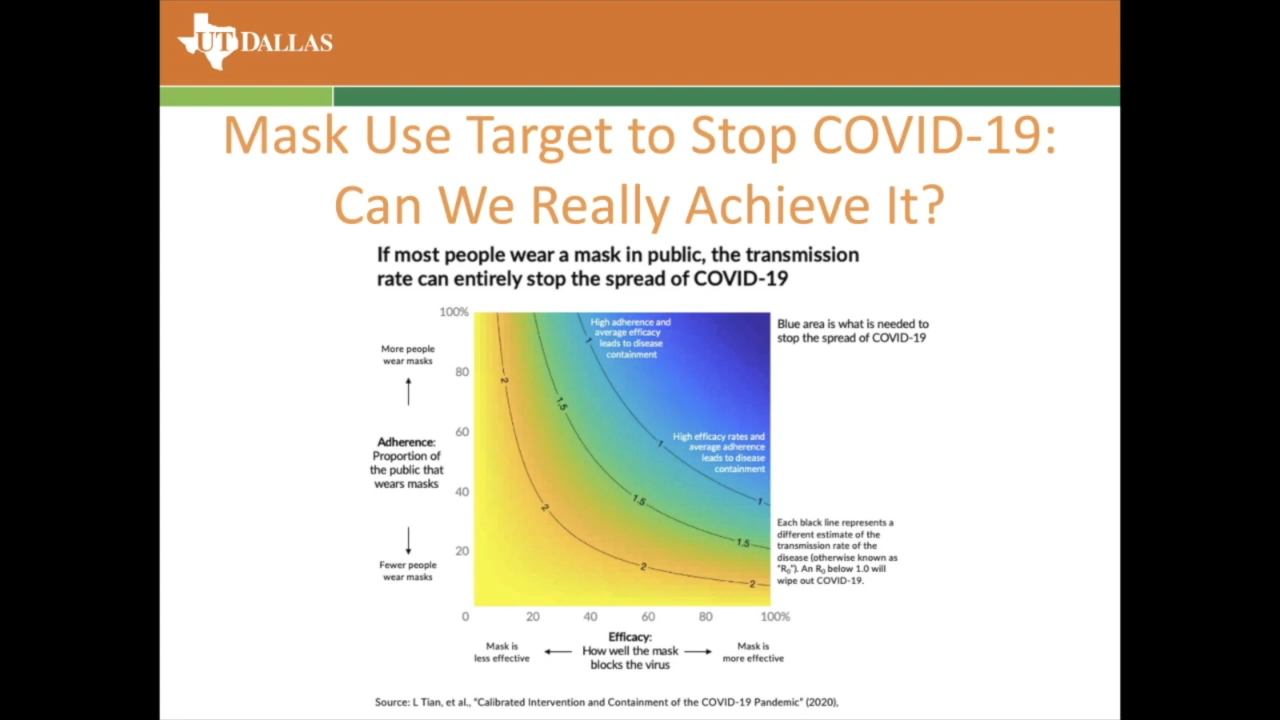 UT DALLAS
Mask Use Target to Stop COVID-19:
Can We Really Achieve It?
If most people wear a mask in public, the transmission
rate can entirely stop the spread of COVID-19
100%
80
60
40
20
0
More people
wear masks
Adherence:
Proportion of
the public that
wears masks
Fewer people
wear masks
High adherence and
average efficacy
leads to disease
containment
High efficacy rates and
average adherence
leads to disease
containment
1
1
1
1.5
1.5
1.5
2
2
2
2
Blue area is what is needed to
stop the spread of COVID-19
Each black line represents a
different estimate of the
transmission rate of the
disease (otherwise known as
"R₀"). An R₀ below 1.0 will
wipe out COVID-19.
20
40
60
80
100%
Mask is
less effective
Efficacy:
How well the mask
blocks the virus
Mask is
more effective
Source: L Tian, et al., "Calibrated Intervention and Containment of the COVID-19 Pandemic" (2020),